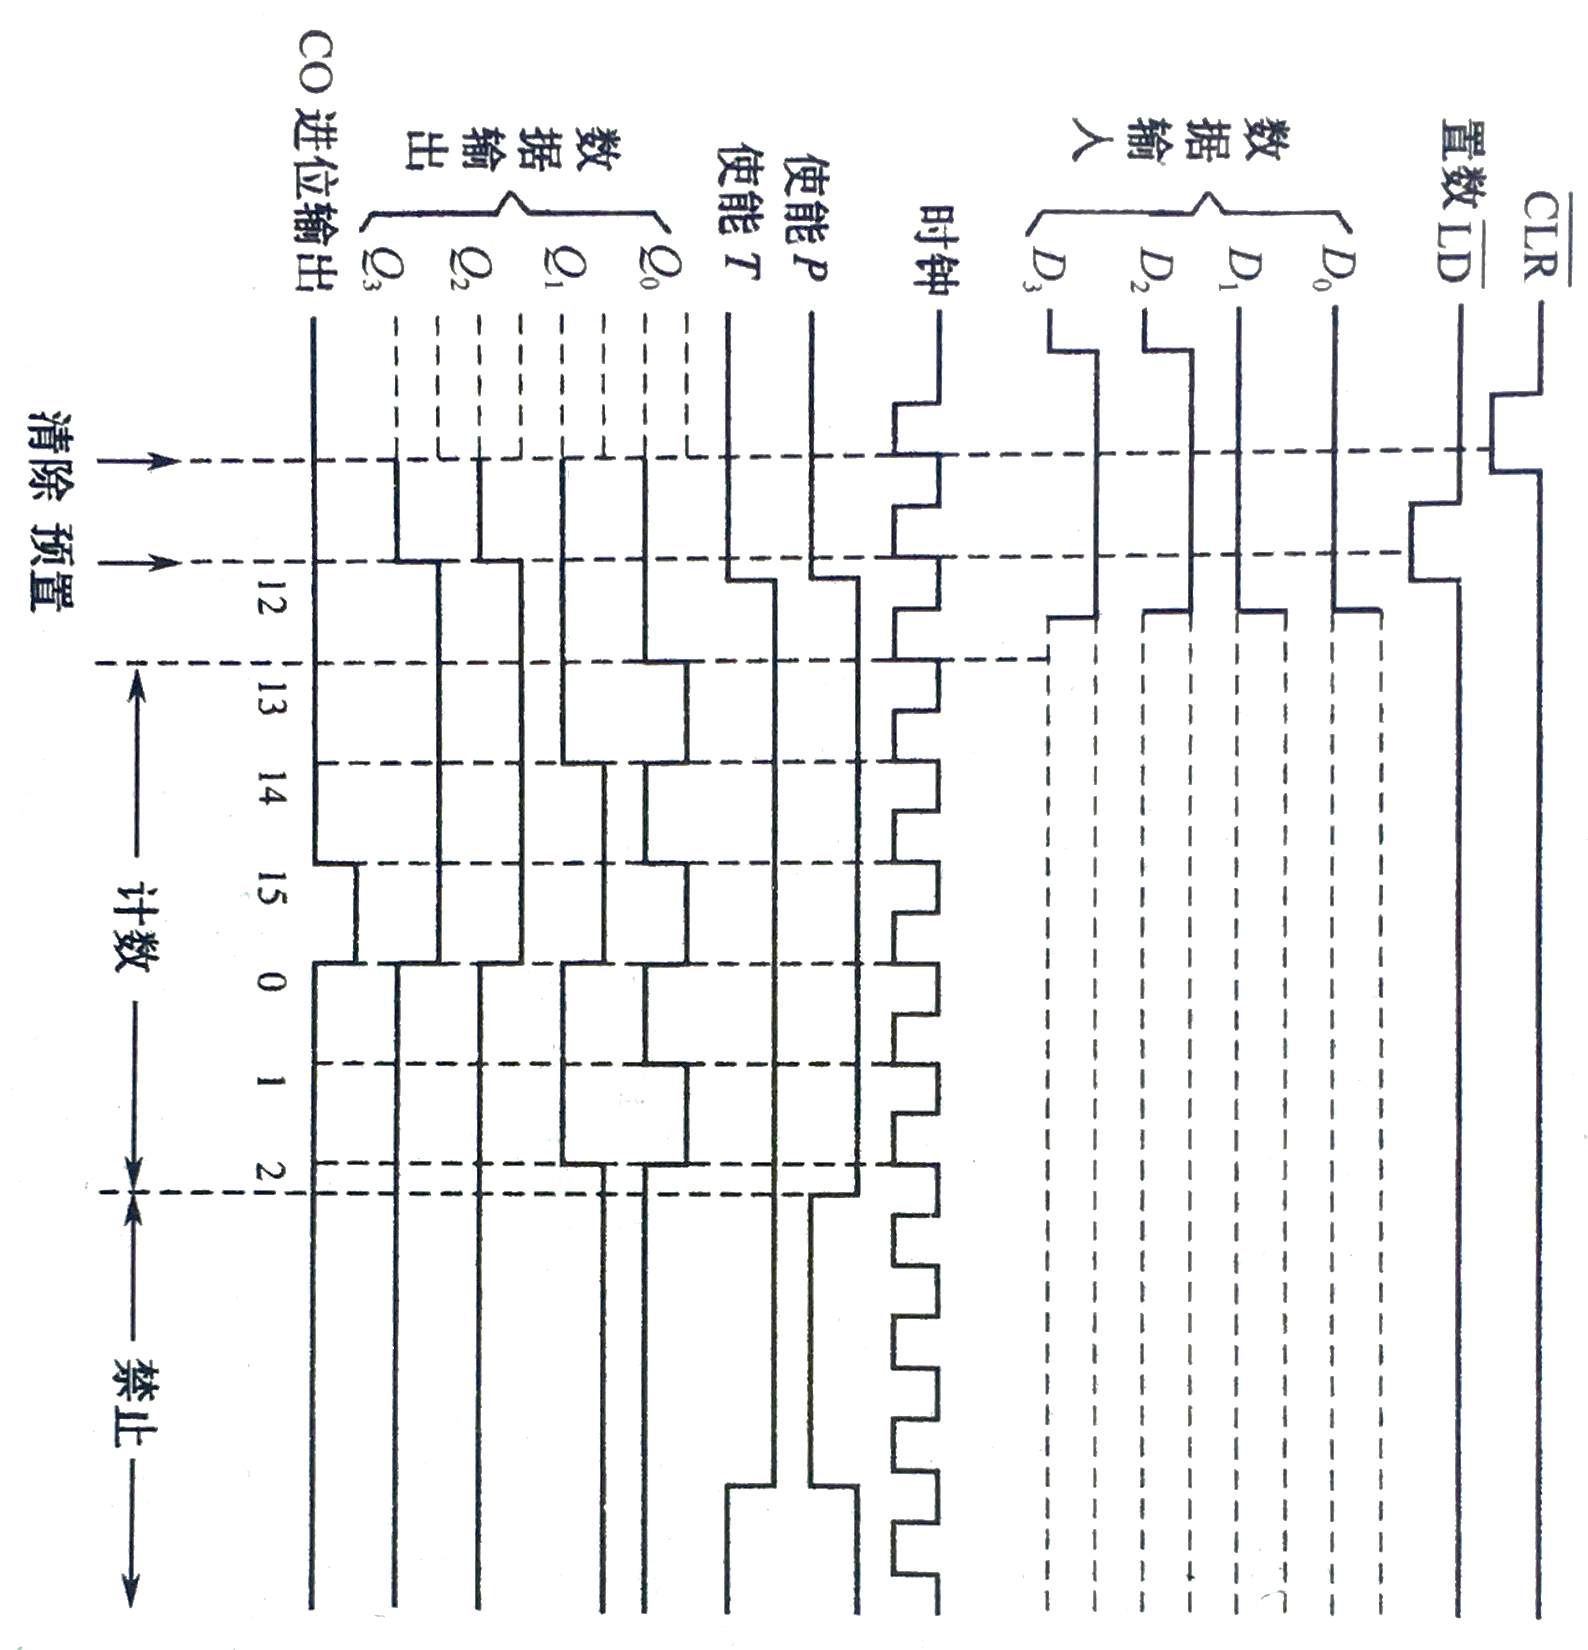 $\overline{CLR}$
置数 $\overline{LD}$
数据输入
D₀
D₁
D₂
D₃
时钟
使能 P
使能 T
数据输出
Q₀
Q₁
Q₂
Q₃
CO 进位输出
12 13 14 15 0 1 2
清除 预置 计数 禁止